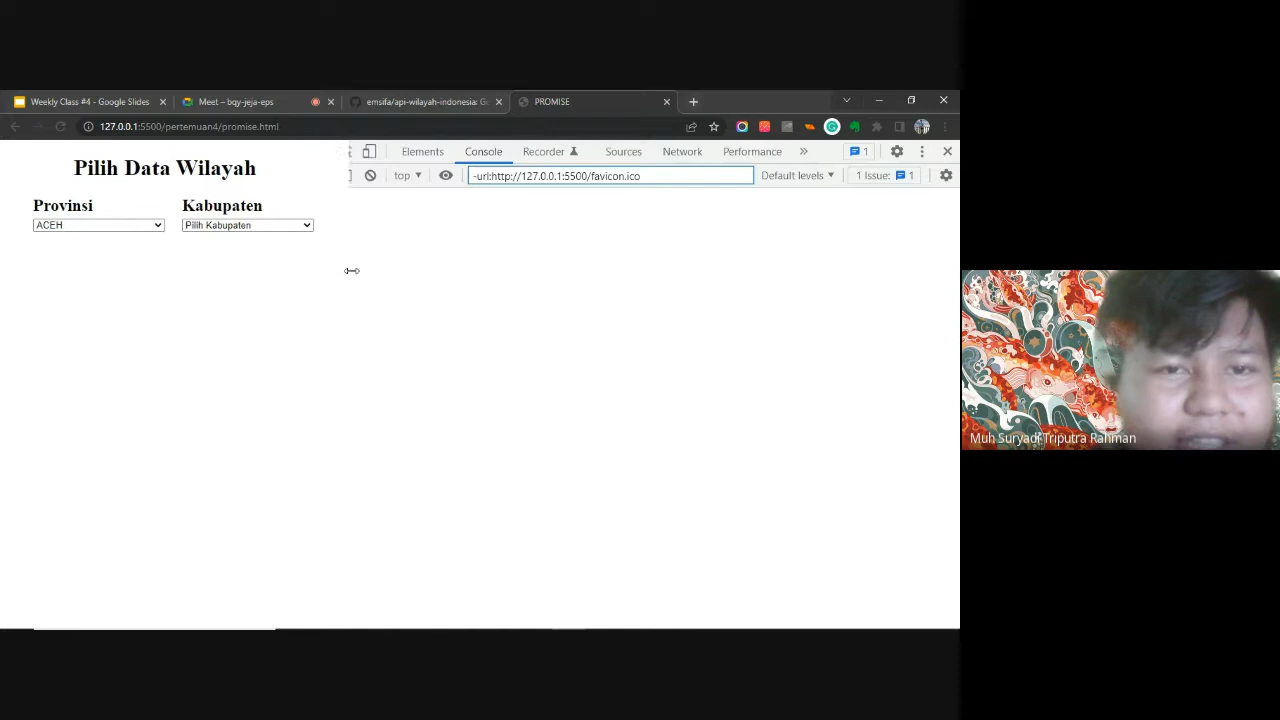 Weekly Class #4 - Google Slides
Meet – bqy-jeja-eps
emsifa/api-wilayah-indonesia: Go
PROMISE
127.0.0.1:5500/pertemuan4/promise.html
Elements
Console
Recorder
Sources
Network
Performance
1
top
-url:http://127.0.0.1:5500/favicon.ico
Default levels
1 Issue:
1
Pilih Data Wilayah
Provinsi
Kabupaten
ACEH
Pilih Kabupaten
Muh Suryadi Triputra Rahman